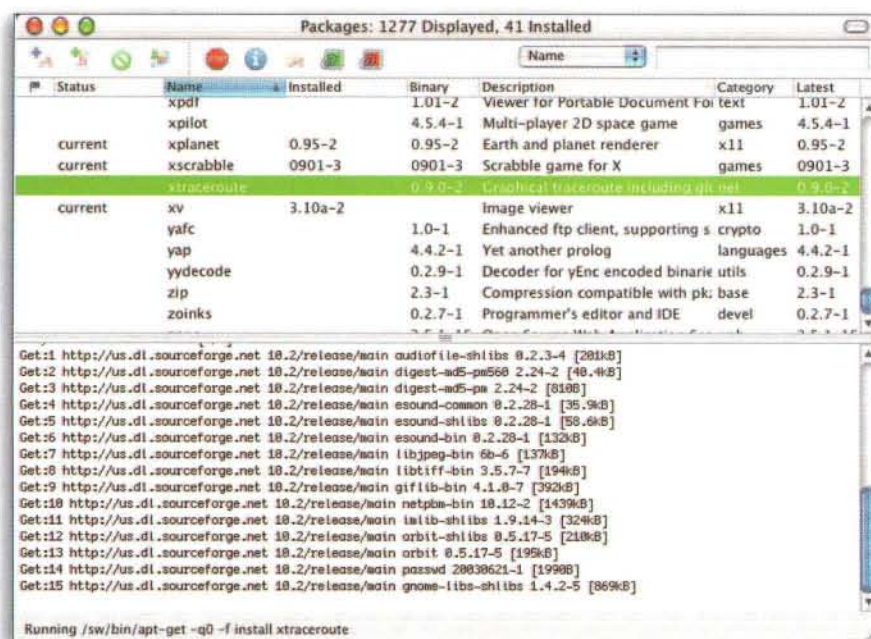 Packages: 1277 Displayed, 41 Installed
Name
Status Name Installed Binary Description Category Latest
xpdf 1.01-2 Viewer for Portable Document For text 1.01-2
xpilot 4.5.4-1 Multi-player 2D space game games 4.5.4-1
current xplanet 0.95-2 0.95-2 Earth and planet renderer x11 0.95-2
current xscrabble 0901-3 0901-3 Scrabble game for X games 0901-3
xtraceroute 0.9.0-2 Graphical traceroute including glo net 0.9.0-2
current xv 3.10a-2 Image viewer x11 3.10a-2
yafc 1.0-1 Enhanced ftp client, supporting s crypto 1.0-1
yap 4.4.2-1 Yet another prolog languages 4.4.2-1
yydecode 0.2.9-1 Decoder for yEnc encoded binarie utils 0.2.9-1
zip 2.3-1 Compression compatible with pk base 2.3-1
zoinks 0.2.7-1 Programmer's editor and IDE devel 0.2.7-1
Get:1 http://us.dl.sourceforge.net 10.2/release/main audiofile-shlibs 0.2.3-4 [201kB]
Get:2 http://us.dl.sourceforge.net 10.2/release/main digest-md5-pm560 2.24-2 [40.4kB]
Get:3 http://us.dl.sourceforge.net 10.2/release/main digest-md5-pm 2.24-2 [810B]
Get:4 http://us.dl.sourceforge.net 10.2/release/main esound-common 0.2.28-1 [35.9kB]
Get:5 http://us.dl.sourceforge.net 10.2/release/main esound-shlibs 0.2.28-1 [58.6kB]
Get:6 http://us.dl.sourceforge.net 10.2/release/main esound-bin 0.2.28-1 [132kB]
Get:7 http://us.dl.sourceforge.net 10.2/release/main libjpeg-bin 6b-6 [137kB]
Get:8 http://us.dl.sourceforge.net 10.2/release/main libtiff-bin 3.5.7-7 [194kB]
Get:9 http://us.dl.sourceforge.net 10.2/release/main giflib-bin 4.1.0-7 [392kB]
Get:10 http://us.dl.sourceforge.net 10.2/release/main netpbm-bin 10.12-2 [1439kB]
Get:11 http://us.dl.sourceforge.net 10.2/release/main imlib-shlibs 1.9.14-3 [324kB]
Get:12 http://us.dl.sourceforge.net 10.2/release/main orbit-shlibs 0.5.17-5 [210kB]
Get:13 http://us.dl.sourceforge.net 10.2/release/main orbit 0.5.17-5 [195kB]
Get:14 http://us.dl.sourceforge.net 10.2/release/main passwd 20030621-1 [1990B]
Get:15 http://us.dl.sourceforge.net 10.2/release/main gnome-libs-shlibs 1.4.2-5 [869kB]
Running /sw/bin/apt-get -q0 -f install xtraceroute